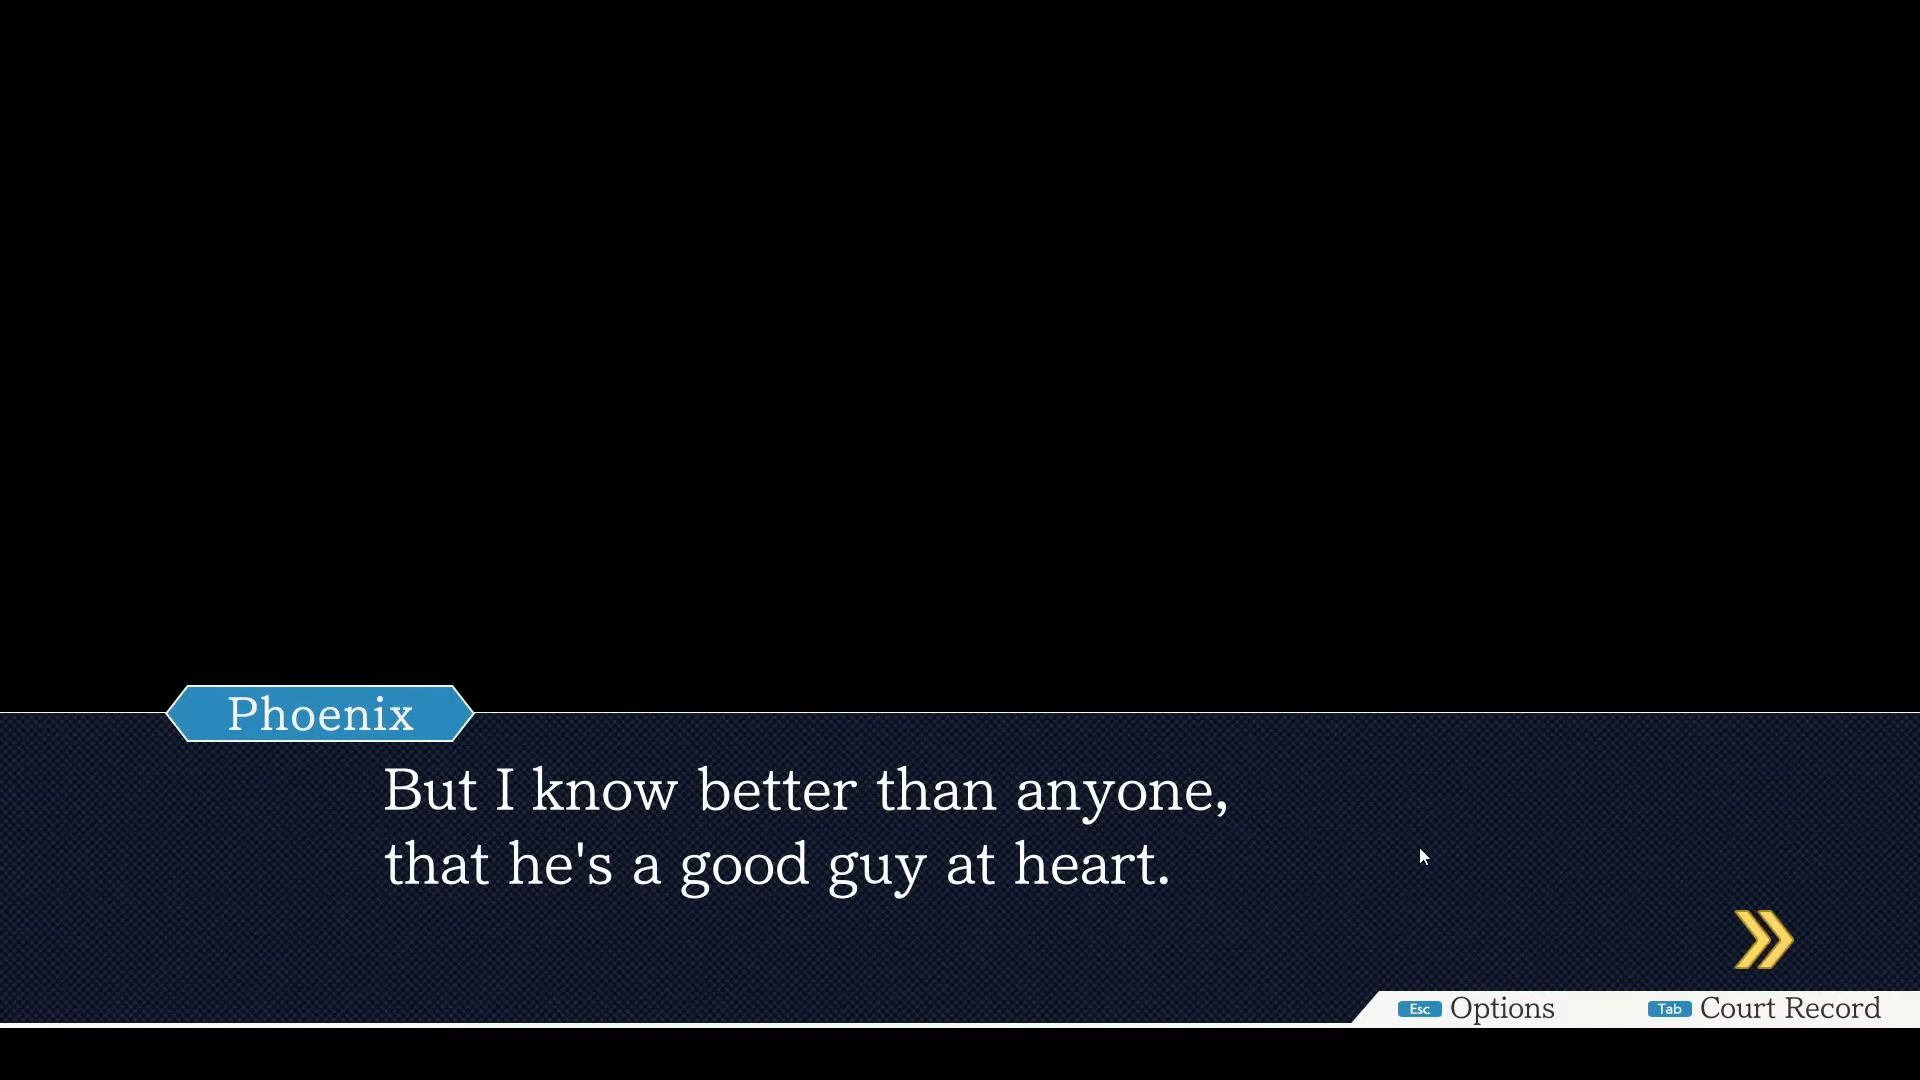 Phoenix
But I know better than anyone,
that he's a good guy at heart.
Esc Options Tab Court Record